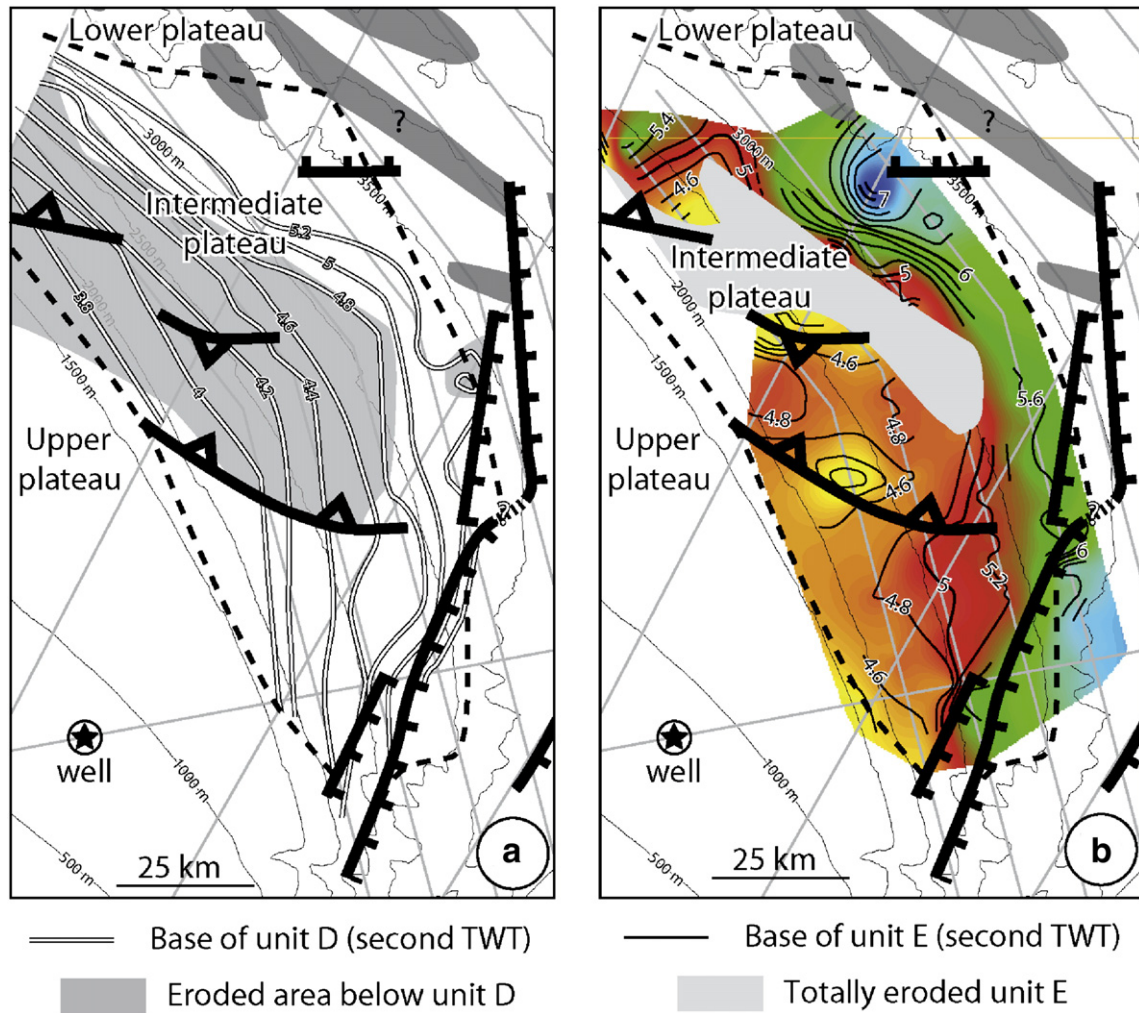 Lower plateau
?
3000 m
3500 m
Intermediate
plateau
5.2
5
4.8
2500 m
2000 m
3.8
4.6
1500 m
4
4.2
4.4
Upper
plateau
?
well
1000 m
500 m
25 km
a
Lower plateau
?
5.4
3000 m
5
4.6
7
3500 m
Intermediate
plateau
5
6
2000 m
4.6
5.6
1500 m
4.8
4.8
Upper
plateau
4.6
?
6
5.2
5
4.8
4.6
well
1000 m
500 m
25 km
b
Base of unit D (second TWT)
Eroded area below unit D
Base of unit E (second TWT)
Totally eroded unit E